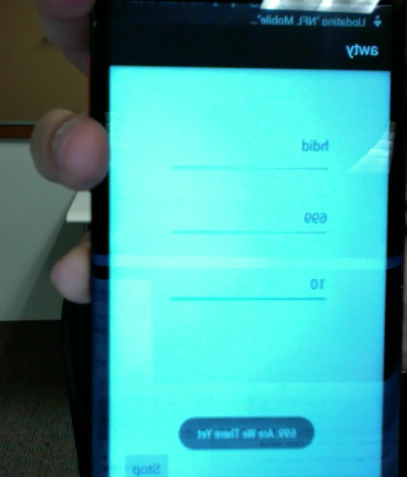 Updating "NFL Mobile"...
awty
hdid
699
10
699: Are We There Yet
Stop